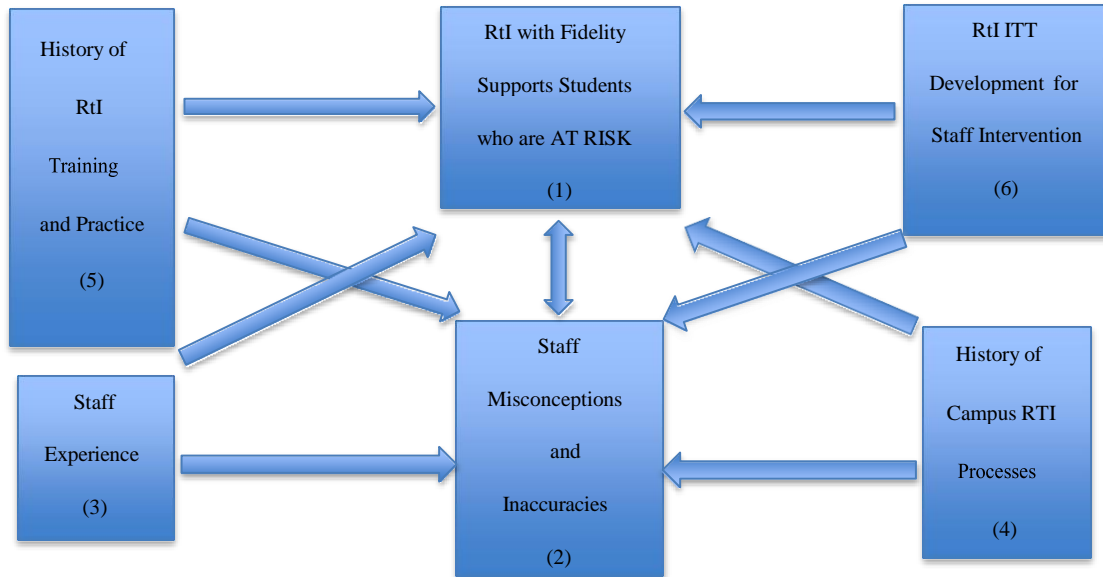 History of
RtI
Training
and Practice
(5)
RtI with Fidelity
Supports Students
who are AT RISK
(1)
RtI ITT
Development for
Staff Intervention
(6)
Staff
Experience
(3)
Staff
Misconceptions
and
Inaccuracies
(2)
History of
Campus RTI
Processes
(4)